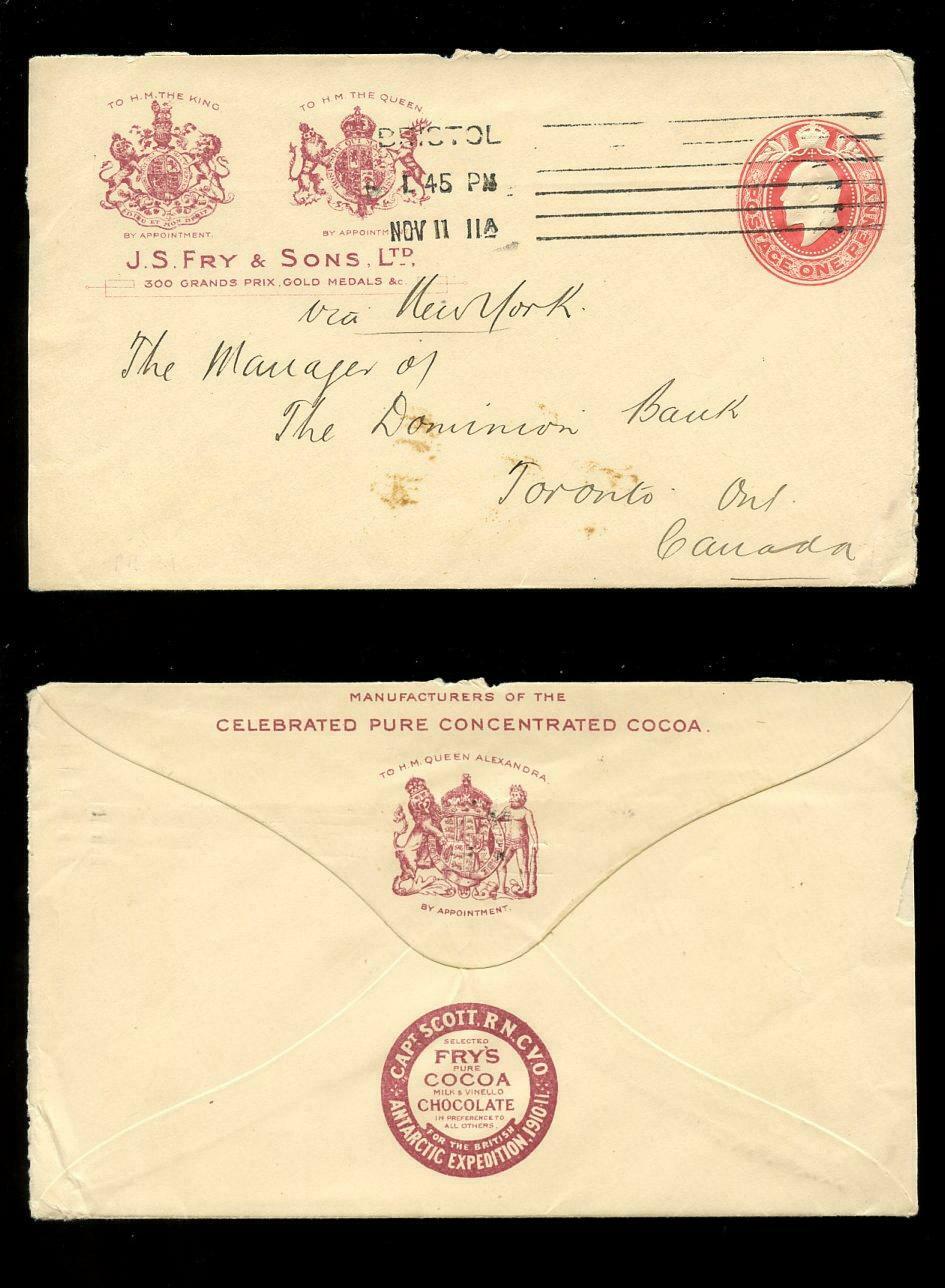 TO H.M. THE KING
BY APPOINTMENT.
TO H.M. THE QUEEN.
BY APPOINTM
J.S. FRY & SONS, LTD,
300 GRANDS PRIX, GOLD MEDALS &c.
BRISTOL
1 45 PM
NOV 11 11A
POSTAGE ONE PENNY
via New York.
The Manager of
The Dominion Bank
Toronto Ont.
Canada
MANUFACTURERS OF THE
CELEBRATED PURE CONCENTRATED COCOA.
TO H.M. QUEEN ALEXANDRA.
BY APPOINTMENT.
CAPT SCOTT, R.N.C.V.O
SELECTED
FRY'S
PURE
COCOA
MILK & VINELLO
CHOCOLATE
IN PREFERENCE TO
ALL OTHERS,
FOR THE BRITISH
ANTARCTIC EXPEDITION, 1910-11.